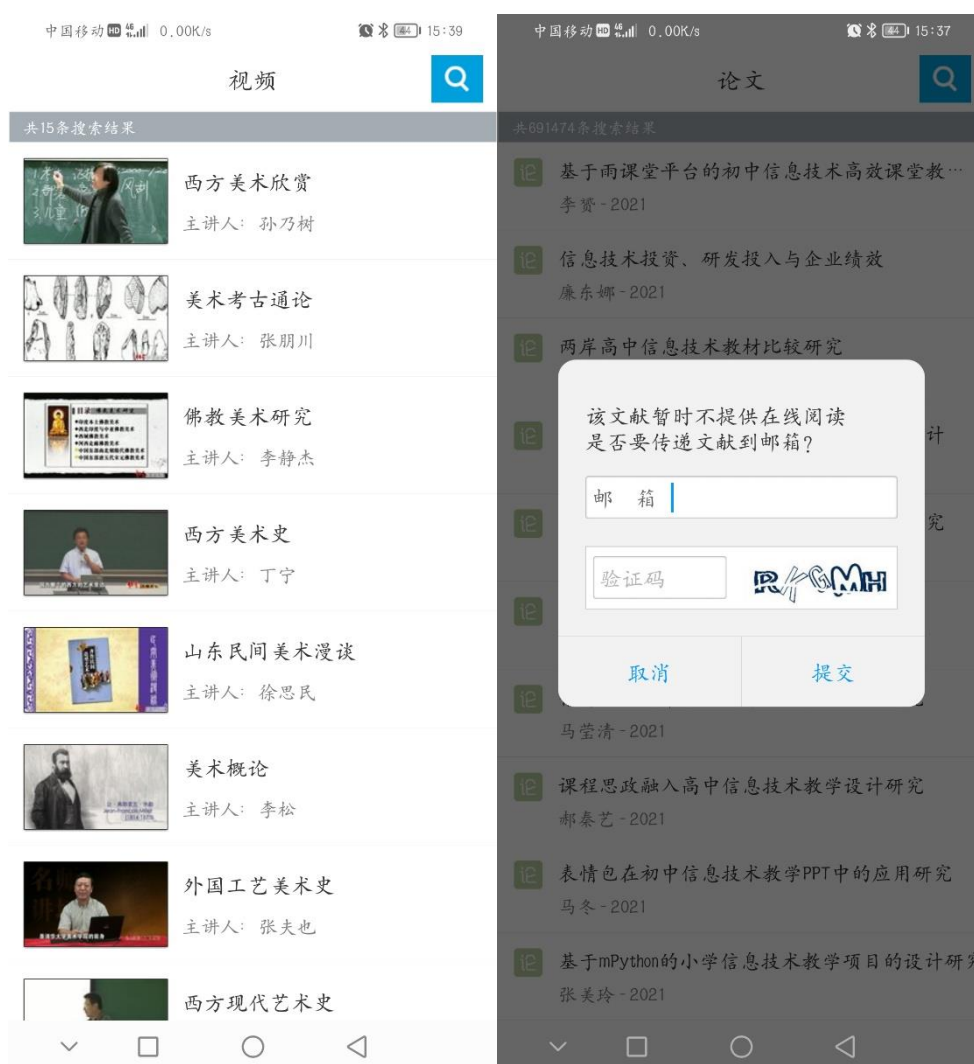 中国移动 HD 46 0.00K/s 44 15:39
视频
共15条搜索结果
西方美术欣赏
主讲人: 孙乃树
美术考古通论
主讲人: 张朋川
佛教美术研究
主讲人: 李静杰
西方美术史
主讲人: 丁宁
山东民间美术漫谈
主讲人: 徐思民
美术概论
主讲人: 李松
外国工艺美术史
主讲人: 张夫也
西方现代艺术史
中国移动 HD 46 0.00K/s 44 15:37
论文
共691474条搜索结果
基于雨课堂平台的初中信息技术高效课堂教…
李赟-2021
信息技术投资、研发投入与企业绩效
廉东娜-2021
两岸高中信息技术教材比较研究
计
究
该文献暂时不提供在线阅读
是否要传递文献到邮箱?
邮 箱
验证码
取消 提交
马莹清-2021
课程思政融入高中信息技术教学设计研究
郝秦艺-2021
表情包在初中信息技术教学PPT中的应用研究
马冬-2021
基于mPython的小学信息技术教学项目的设计研究
张美玲-2021